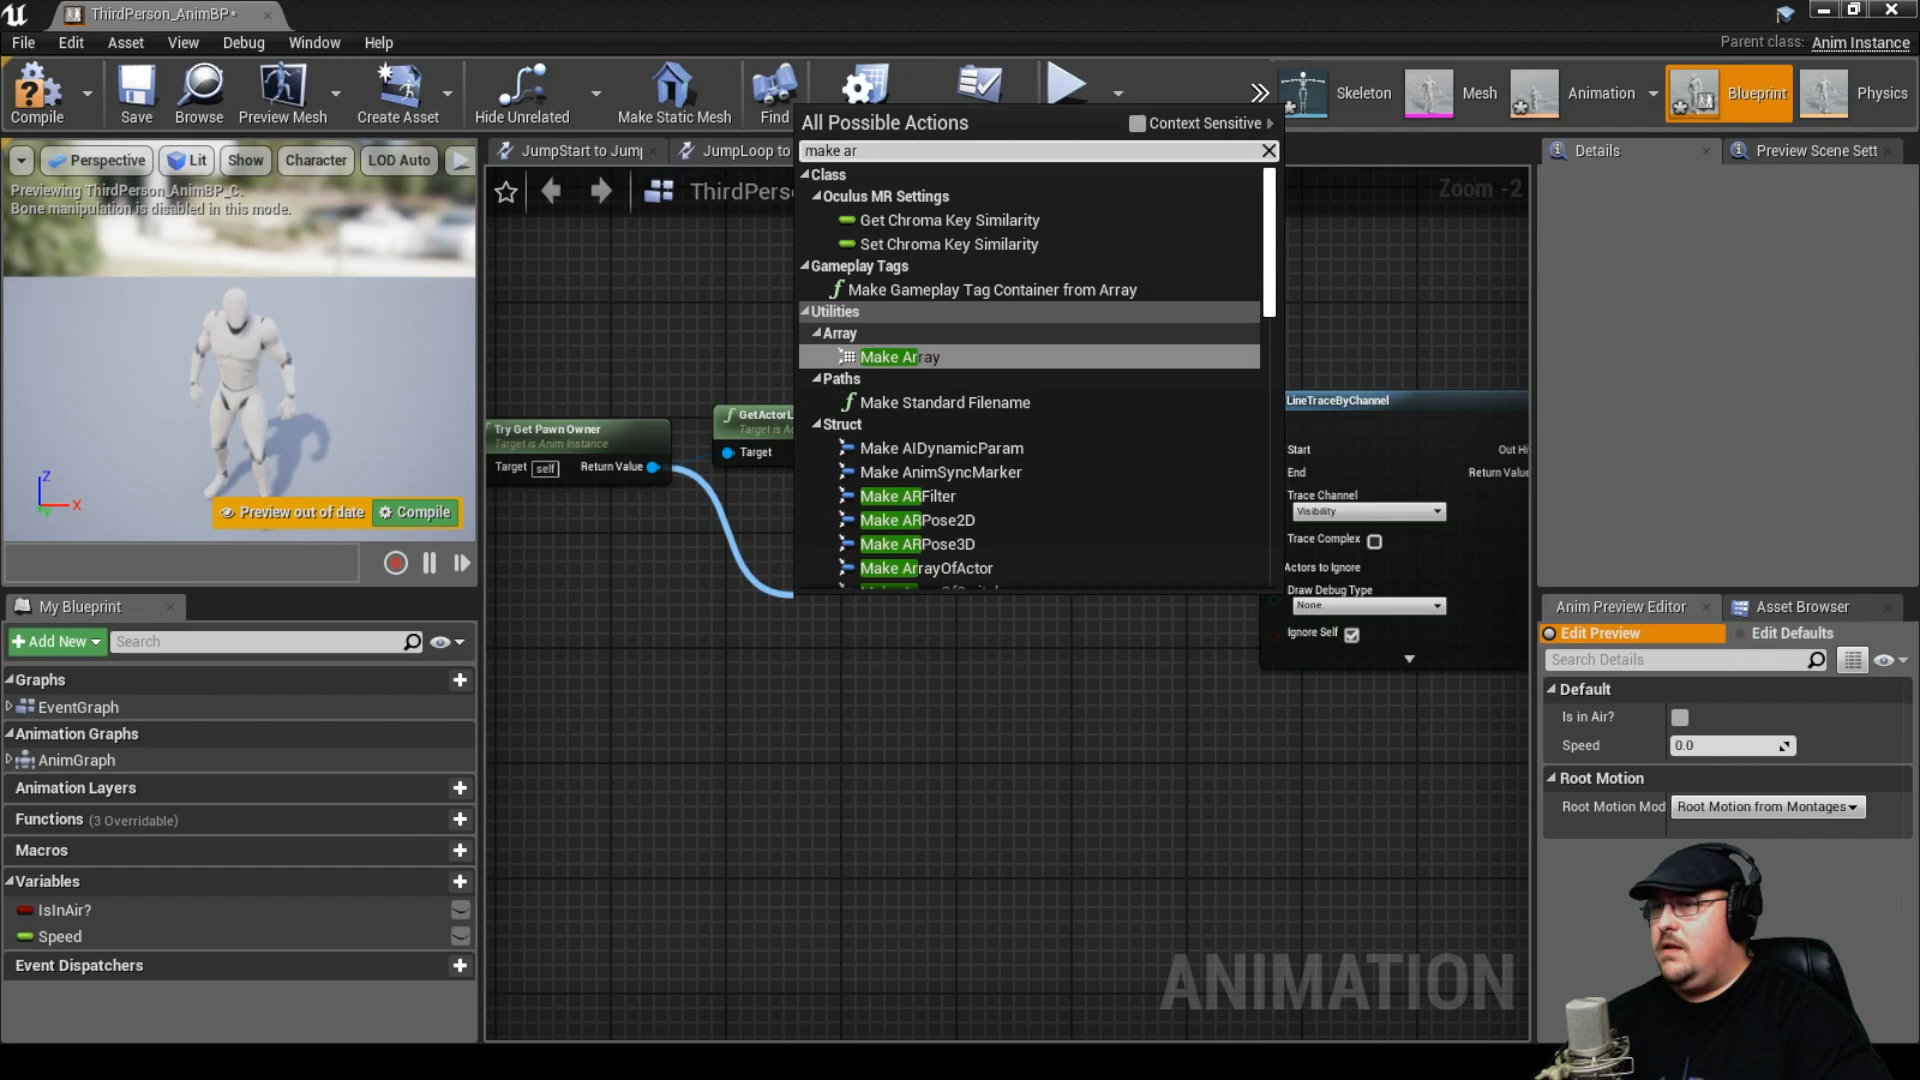 ThirdPerson_AnimBP*
File Edit Asset View Debug Window Help
Parent class: Anim Instance
Compile Save Browse Preview Mesh Create Asset Hide Unrelated Make Static Mesh Find
Skeleton Mesh Animation Blueprint Physics
All Possible Actions
Context Sensitive
make ar
Class
Oculus MR Settings
Get Chroma Key Similarity
Set Chroma Key Similarity
Gameplay Tags
Make Gameplay Tag Container from Array
Utilities
Array
Make Array
Paths
Make Standard Filename
Struct
Make AIDynamicParam
Make AnimSyncMarker
Make ARFilter
Make ARPose2D
Make ARPose3D
Make ArrayOfActor
Perspective Lit Show Character LOD Auto
Previewing ThirdPerson_AnimBP_C.
Bone manipulation is disabled in this mode.
Z
X
Preview out of date Compile
JumpStart to Jum
JumpLoop to
ThirdPers
Zoom -2
Try Get Pawn Owner
Target is Anim Instance
Target self Return Value
GetActorL
Target is A
Target
LineTraceByChannel
Start Out Hi
End Return Value
Trace Channel
Visibility
Trace Complex
Actors to Ignore
Draw Debug Type
None
Ignore Self
ANIMATION
My Blueprint
Add New Search
Graphs
EventGraph
Animation Graphs
AnimGraph
Animation Layers
Functions (3 Overridable)
Macros
Variables
IsInAir?
Speed
Event Dispatchers
Details Preview Scene Sett
Anim Preview Editor Asset Browser
Edit Preview Edit Defaults
Search Details
Default
Is in Air?
Speed 0.0
Root Motion
Root Motion Mod Root Motion from Montages